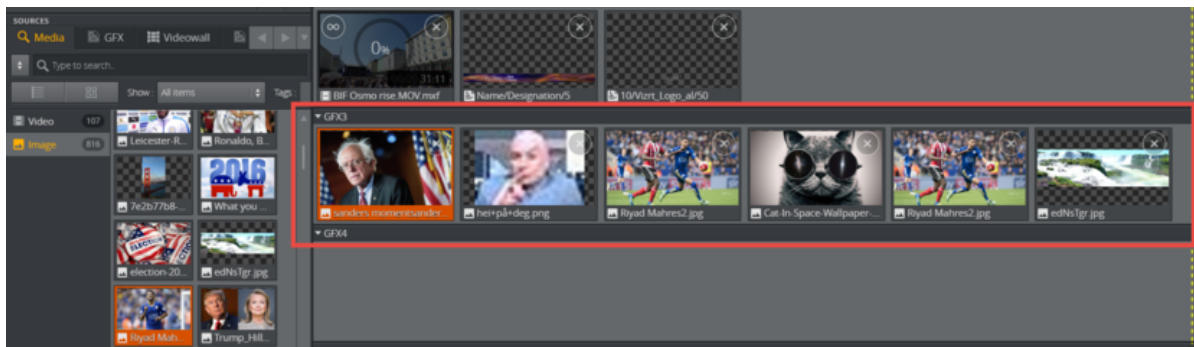 SOURCES
Media GFX Videowall
Type to search..
Show: All items Tags
Video 107
Image 816
Leicester-R... Ronaldo, B...
7e2b77b8-... What you ...
2016
ELECTION
election-20... edNsTgr.jpg
Riyad Mah... Trump_Hill...
0%
31:11
BIF Osmo rise.MOV.mxf Name/Designation/5 10/Vizrt_Logo_al/50
GFX3
sanders momentsander... hei+på+deg.png Riyad Mahres2.jpg Cat-In-Space-Wallpaper-... Riyad Mahres2.jpg edNsTgr.jpg
GFX4